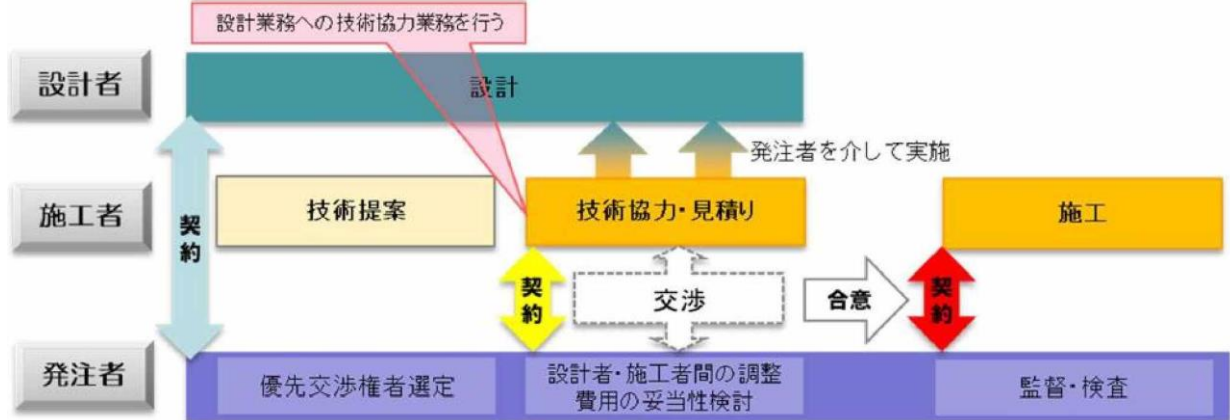 設計業務への技術協力業務を行う
設計者
設計
発注者を介して実施
施工者
技術提案
技術協力・見積り
施工
契約
契約
交渉
合意
契約
発注者
優先交渉権者選定
設計者・施工者間の調整
費用の妥当性検討
監督・検査